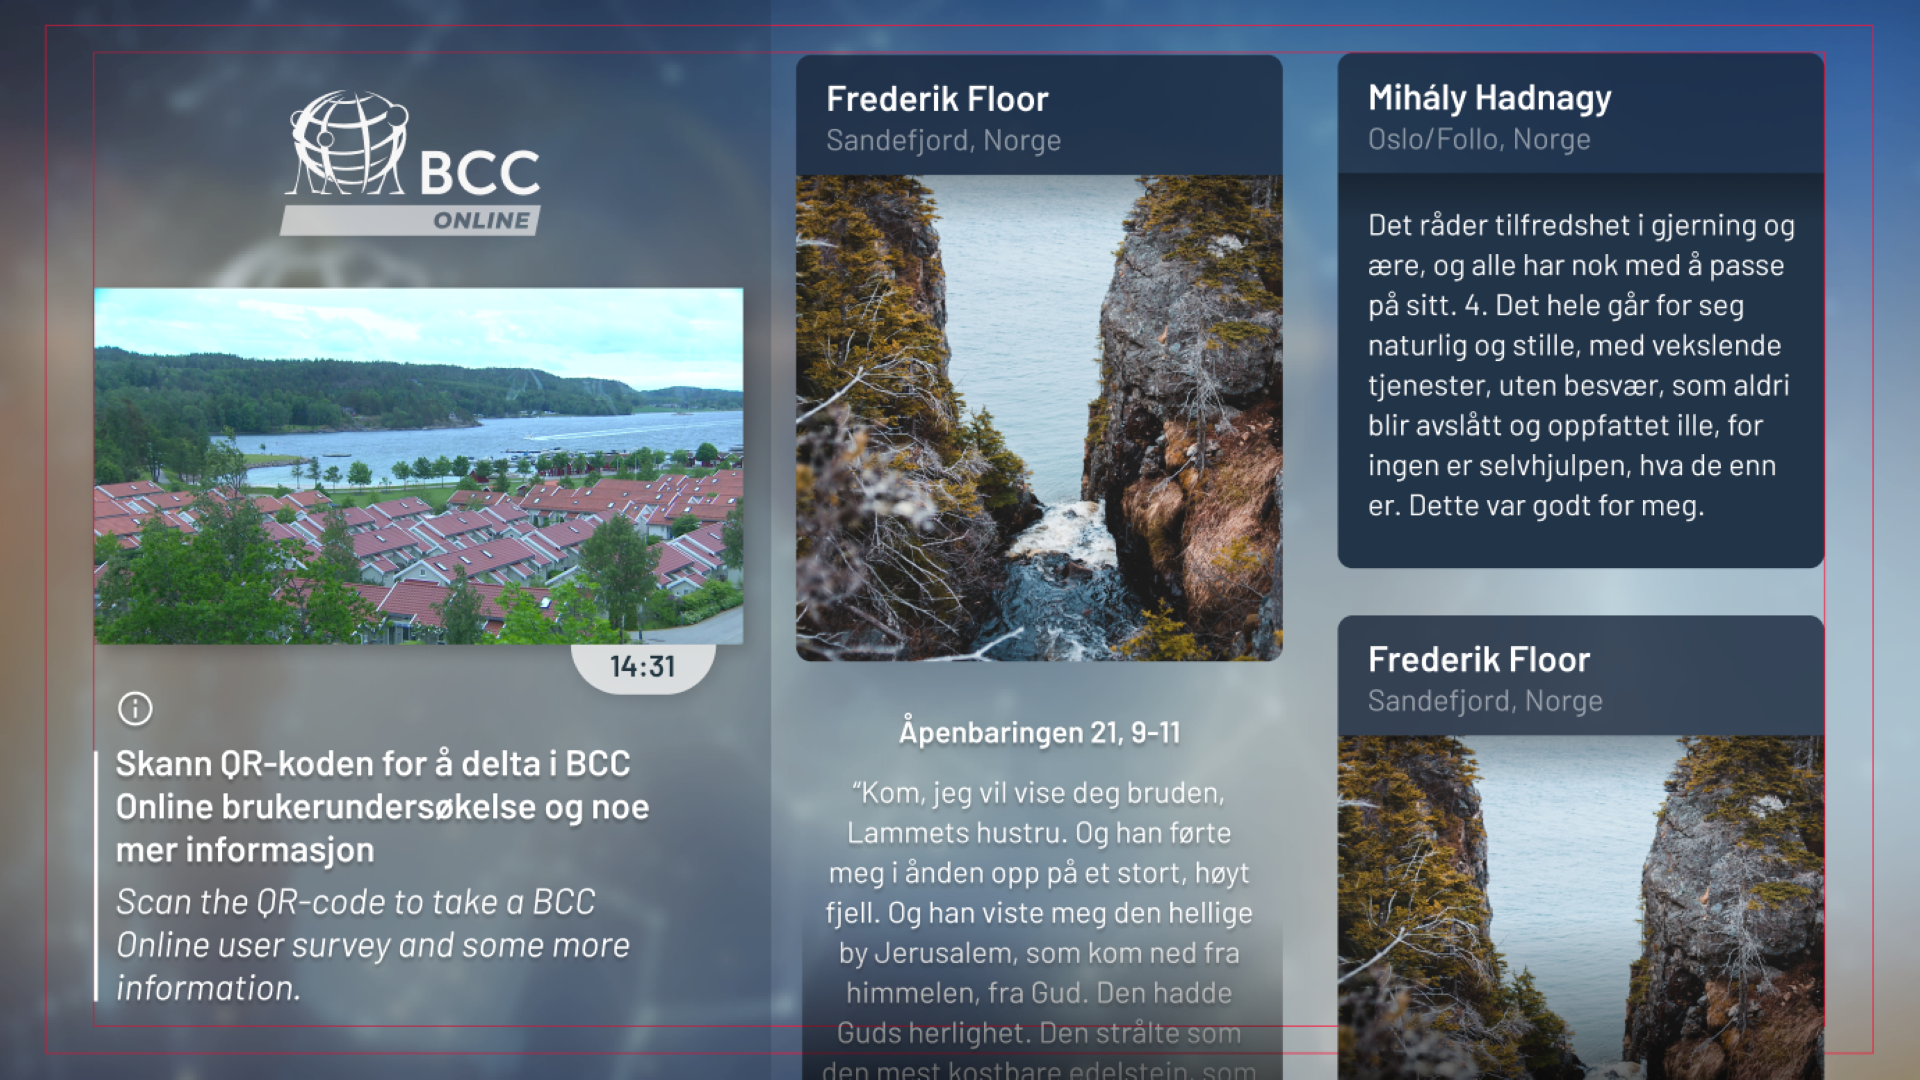 BCC
ONLINE
14:31
Skann QR-koden for å delta i BCC
Online brukerundersøkelse og noe
mer informasjon
Scan the QR-code to take a BCC
Online user survey and some more
information.
Frederik Floor
Sandefjord, Norge
Åpenbaringen 21, 9-11
“Kom, jeg vil vise deg bruden,
Lammets hustru. Og han førte
meg i ånden opp på et stort, høyt
fjell. Og han viste meg den hellige
by Jerusalem, som kom ned fra
himmelen, fra Gud. Den hadde
Guds herlighet. Den strålte som
den mest kostbare edelstein, som
Mihály Hadnagy
Oslo/Follo, Norge
Det råder tilfredshet i gjerning og
ære, og alle har nok med å passe
på sitt. 4. Det hele går for seg
naturlig og stille, med vekslende
tjenester, uten besvær, som aldri
blir avslått og oppfattet ille, for
ingen er selvhjulpen, hva de enn
er. Dette var godt for meg.
Frederik Floor
Sandefjord, Norge